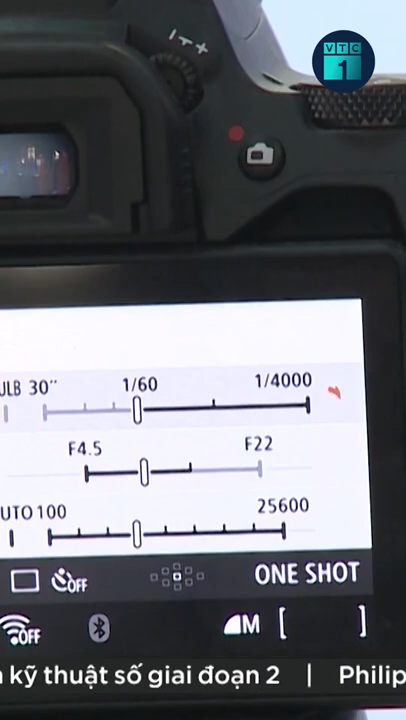 VTC
1
ULB 30" 1/60 1/4000
F4.5 F22
UTO 100 25600
OFF ONE SHOT
OFF M [ ]
kỹ thuật số giai đoạn 2 | Philip